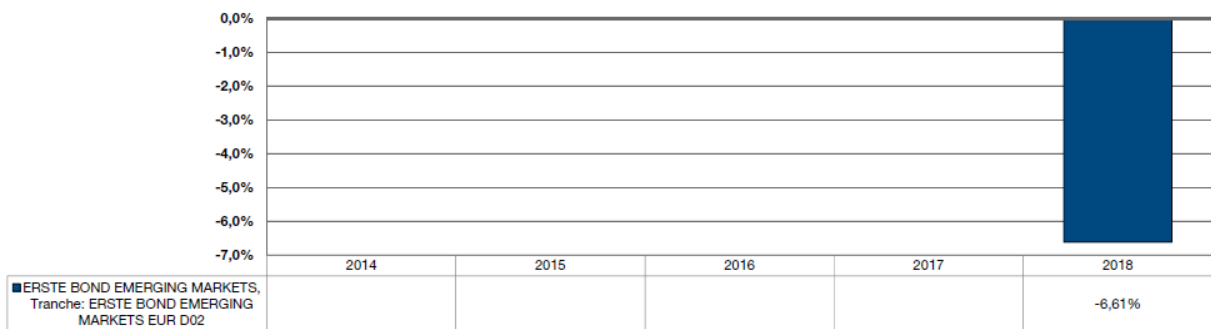 0,0%
-1,0%
-2,0%
-3,0%
-4,0%
-5,0%
-6,0%
-7,0%
2014 2015 2016 2017 2018
ERSTE BOND EMERGING MARKETS,
Tranche: ERSTE BOND EMERGING
MARKETS EUR D02
-6,61%